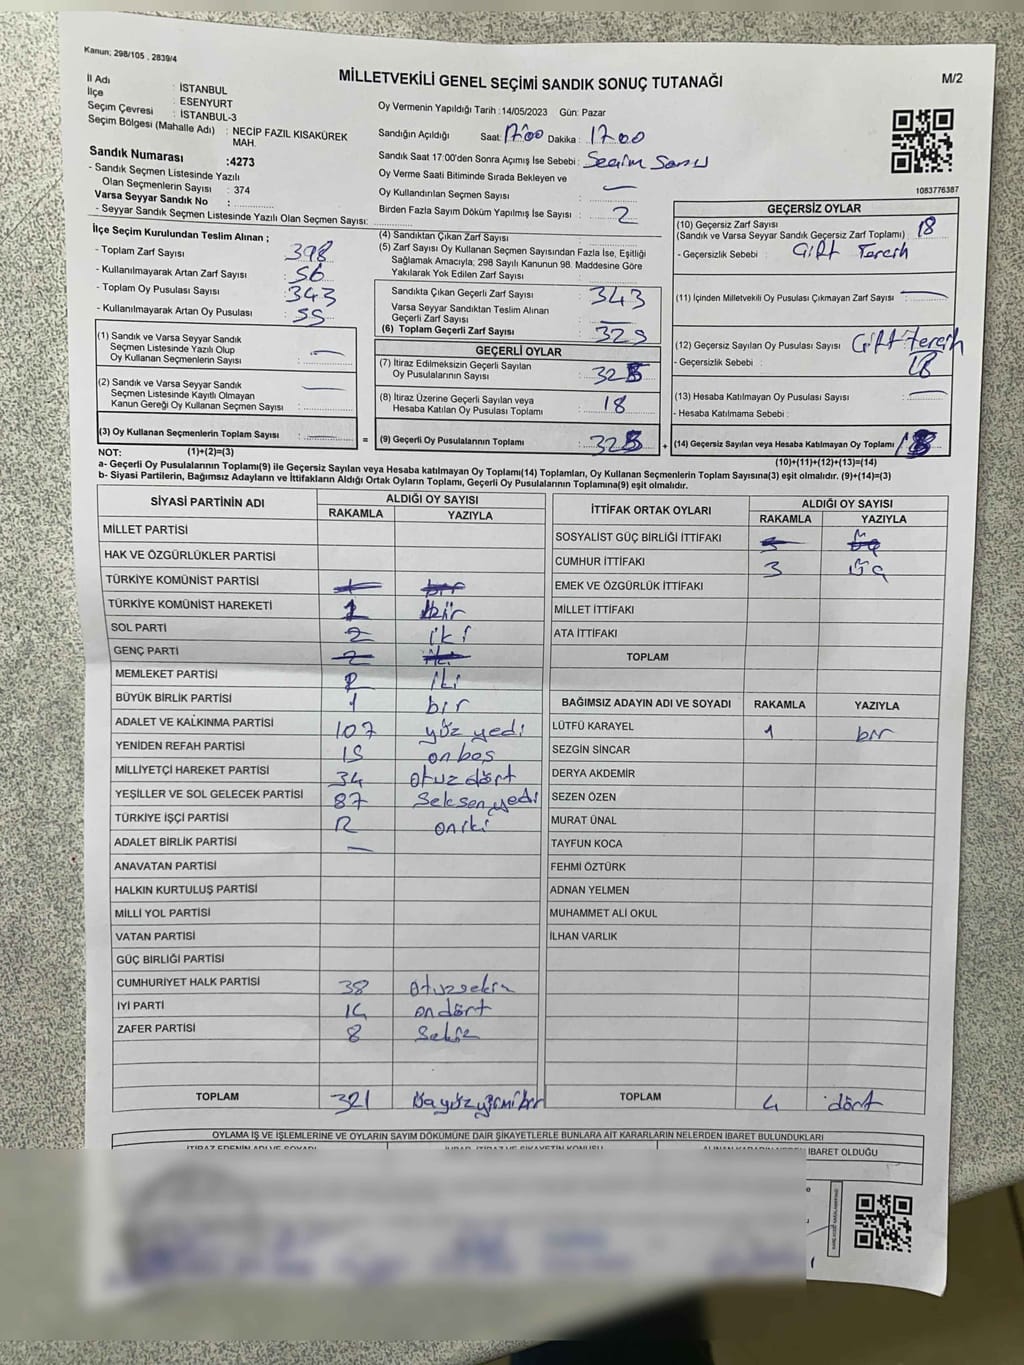 Kanun; 298/105 , 2839/4
MİLLETVEKİLİ GENEL SEÇİMİ SANDIK SONUÇ TUTANAĞI
M/2
İl Adı : İSTANBUL
İlçe : ESENYURT
Seçim Çevresi : İSTANBUL-3
Seçim Bölgesi (Mahalle Adı) : NECİP FAZIL KISAKÜREK MAH.
Sandık Numarası :4273
- Sandık Seçmen Listesinde Yazılı
Olan Seçmenlerin Sayısı : 374
Varsa Seyyar Sandık No :
- Seyyar Sandık Seçmen Listesinde Yazılı Olan Seçmen Sayısı:
Oy Vermenin Yapıldığı Tarih :14/05/2023 Gün: Pazar
Sandığın Açıldığı Saat: 17:00 Dakika : 17.00
Sandık Saat 17:00'den Sonra Açımış İse Sebebi : Seçim Sonu
Oy Verme Saati Bitiminde Sırada Bekleyen ve
Oy Kullandırılan Seçmen Sayısı : —
Birden Fazla Sayım Döküm Yapılmış İse Sayısı : 2
1083776387
İlçe Seçim Kurulundan Teslim Alınan ;
- Toplam Zarf Sayısı : 398
- Kullanılmayarak Artan Zarf Sayısı : 56
- Toplam Oy Pusulası Sayısı : 343
- Kullanılmayarak Artan Oy Pusulası : 55
(1) Sandık ve Varsa Seyyar Sandık
Seçmen Listesinde Yazılı Olup
Oy Kullanan Seçmenlerin Sayısı : —
(2) Sandık ve Varsa Seyyar Sandık
Seçmen Listesinde Kayıtlı Olmayan
Kanun Gereği Oy Kullanan Seçmen Sayısı : —
(3) Oy Kullanan Seçmenlerin Toplam Sayısı : —
(1)+(2)=(3)
(4) Sandıktan Çıkan Zarf Sayısı :
(5) Zarf Sayısı Oy Kullanan Seçmen Sayısından Fazla İse, Eşitliği
Sağlamak Amacıyla; 298 Sayılı Kanunun 98. Maddesine Göre
Yakılarak Yok Edilen Zarf Sayısı :
Sandıkta Çıkan Geçerli Zarf Sayısı : 343
Varsa Seyyar Sandıktan Teslim Alınan
Geçerli Zarf Sayısı : —
(6) Toplam Geçerli Zarf Sayısı : 325
GEÇERLİ OYLAR
(7) İtiraz Edilmeksizin Geçerli Sayılan
Oy Pusulalarının Sayısı : 325
(8) İtiraz Üzerine Geçerli Sayılan veya
Hesaba Katılan Oy Pusulası Toplamı : 18
= (9) Geçerli Oy Pusulalarının Toplamı : 325
GEÇERSİZ OYLAR
(10) Geçersiz Zarf Sayısı
(Sandık ve Varsa Seyyar Sandık Geçersiz Zarf Toplamı) : 18
- Geçersizlik Sebebi : Çift Tercih
(11) İçinden Milletvekili Oy Pusulası Çıkmayan Zarf Sayısı : —
(12) Geçersiz Sayılan Oy Pusulası Sayısı : Çift Tercih
- Geçersizlik Sebebi : 18
(13) Hesaba Katılmayan Oy Pusulası Sayısı : —
- Hesaba Katılmama Sebebi :
+ (14) Geçersiz Sayılan veya Hesaba Katılmayan Oy Toplamı : 18
(10)+(11)+(12)+(13)=(14)
NOT:
a- Geçerli Oy Pusulalarının Toplamı(9) ile Geçersiz Sayılan veya Hesaba katılmayan Oy Toplamı(14) Toplamları, Oy Kullanan Seçmenlerin Toplam Sayısına(3) eşit olmalıdır. (9)+(14)=(3)
b- Siyasi Partilerin, Bağımsız Adayların ve İttifakların Aldığı Ortak Oyların Toplamı, Geçerli Oy Pusulalarının Toplamına(9) eşit olmalıdır.
SİYASİ PARTİNİN ADI
ALDIĞI OY SAYISI
RAKAMLA YAZIYLA
MİLLET PARTİSİ
HAK VE ÖZGÜRLÜKLER PARTİSİ
TÜRKİYE KOMÜNİST PARTİSİ 1 bir
TÜRKİYE KOMÜNİST HAREKETİ 1 bir
SOL PARTİ 2 iki
GENÇ PARTİ 2 iki
MEMLEKET PARTİSİ 2 iki
BÜYÜK BİRLİK PARTİSİ 1 bir
ADALET VE KALKINMA PARTİSİ 107 yüz yedi
YENİDEN REFAH PARTİSİ 15 on beş
MİLLİYETÇİ HAREKET PARTİSİ 34 otuz dört
YEŞİLLER VE SOL GELECEK PARTİSİ 87 Seksen yedi
TÜRKİYE İŞÇİ PARTİSİ 12 on iki
ADALET BİRLİK PARTİSİ —
ANAVATAN PARTİSİ
HALKIN KURTULUŞ PARTİSİ
MİLLİ YOL PARTİSİ
VATAN PARTİSİ
GÜÇ BİRLİĞİ PARTİSİ
CUMHURİYET HALK PARTİSİ 38 otuzsekiz
İYİ PARTİ 14 ondört
ZAFER PARTİSİ 8 Sekiz
TOPLAM 321 üç yüz yirmi bir
İTTİFAK ORTAK OYLARI
ALDIĞI OY SAYISI
RAKAMLA YAZIYLA
SOSYALİST GÜÇ BİRLİĞİ İTTİFAKI 3 üç
CUMHUR İTTİFAKI 3 üç
EMEK VE ÖZGÜRLÜK İTTİFAKI
MİLLET İTTİFAKI
ATA İTTİFAKI
TOPLAM
BAĞIMSIZ ADAYIN ADI VE SOYADI RAKAMLA YAZIYLA
LÜTFÜ KARAYEL 1 bir
SEZGİN SİNCAR
DERYA AKDEMİR
SEZEN ÖZEN
MURAT ÜNAL
TAYFUN KOCA
FEHMİ ÖZTÜRK
ADNAN YELMEN
MUHAMMET ALİ OKUL
İLHAN VARLIK
TOPLAM 4 dört
OYLAMA İŞ VE İŞLEMLERİNE VE OYLARIN SAYIM DÖKÜMÜNE DAİR ŞİKAYETLERLE BUNLARA AİT KARARLARIN NELERDEN İBARET BULUNDUKLARI
IBARET OLDUĞU